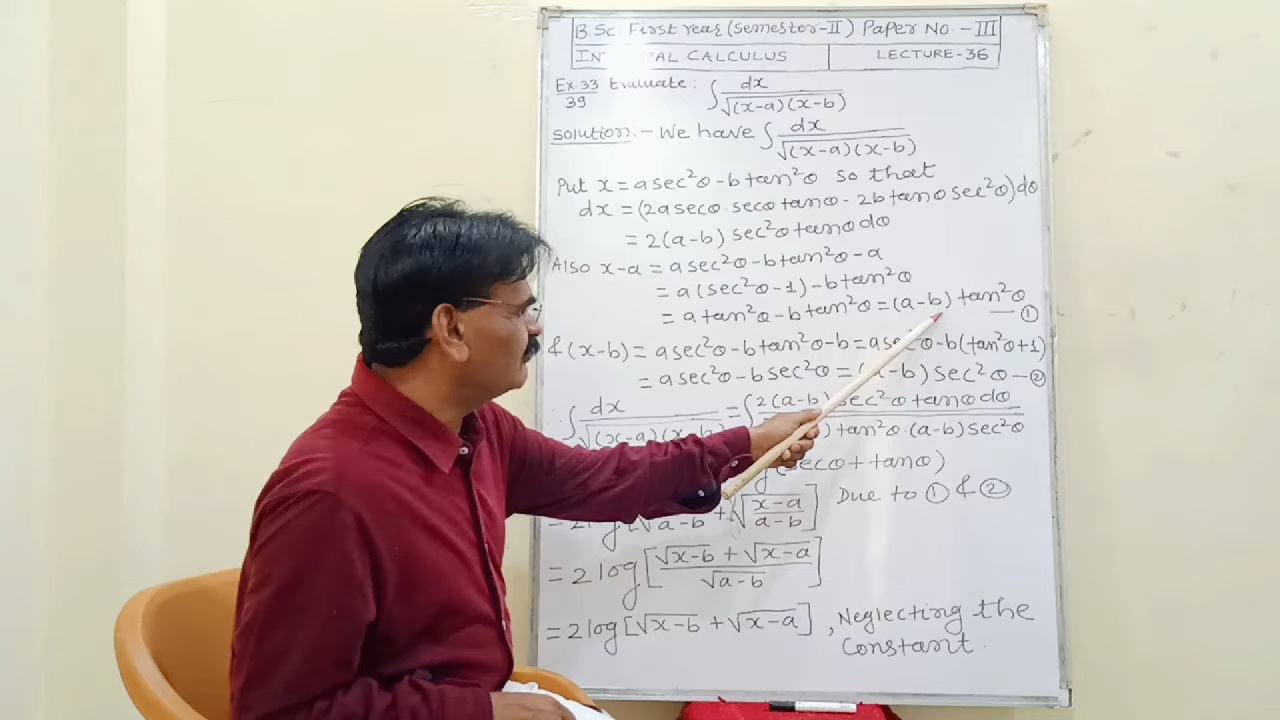 B.Sc. First Year (Semester-II) Paper No. - III
IN AL CALCULUS LECTURE-36
Ex.33/39 Evaluate: ∫ dx/√(x-a)(x-b)
Solution:- We have ∫ dx/√(x-a)(x-b)
Put x = a sec²θ - b tan²θ so that
dx = (2a secθ. secθ tanθ - 2b tanθ sec²θ) dθ
= 2(a-b) sec²θ tanθ dθ
Also x-a = a sec²θ - b tan²θ - a
= a(sec²θ - 1) - b tan²θ
= a tan²θ - b tan²θ = (a-b) tan²θ — ①
& (x-b) = a sec²θ - b tan²θ - b = a sec θ - b(tan²θ+1)
= a sec²θ - b sec²θ = ( -b) sec²θ — ②
∴ ∫ dx/√(x-a)(x-b) = ∫ 2(a-b) sec²θ tanθ dθ / ) tan²θ. (a-b) sec²θ
(secθ + tanθ)
a-b + √(x-a)/(a-b) ] Due to ① & ②
= 2 log [ (√x-b + √x-a)/√a-b ]
= 2 log [√x-b + √x-a] , Neglecting the
Constant.